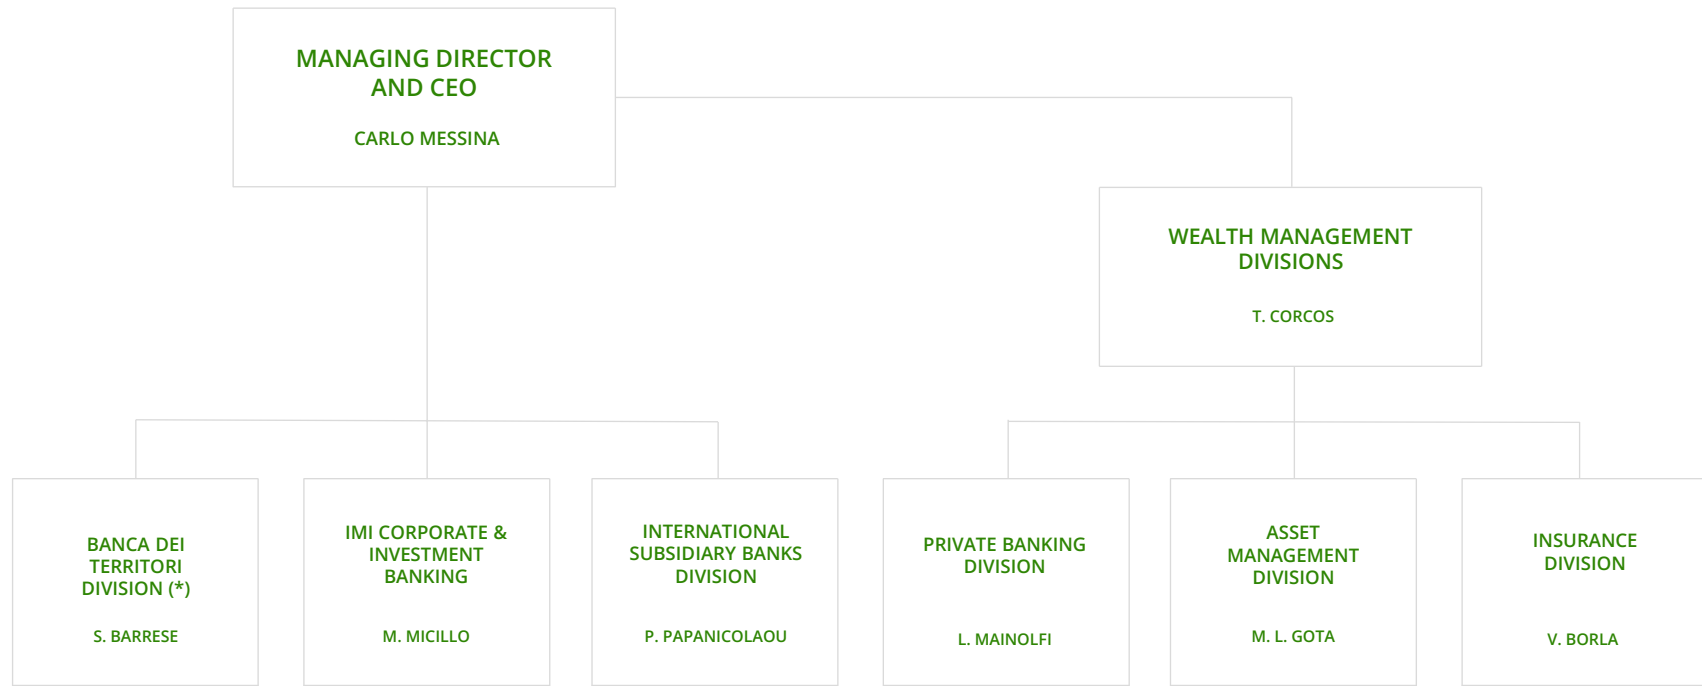 MANAGING DIRECTOR
AND CEO
CARLO MESSINA
WEALTH MANAGEMENT
DIVISIONS
T. CORCOS
BANCA DEI
TERRITORI
DIVISION (*)
S. BARRESE
IMI CORPORATE &
INVESTMENT
BANKING
M. MICILLO
INTERNATIONAL
SUBSIDIARY BANKS
DIVISION
P. PAPANICOLAOU
PRIVATE BANKING
DIVISION
L. MAINOLFI
ASSET
MANAGEMENT
DIVISION
M. L. GOTA
INSURANCE
DIVISION
V. BORLA